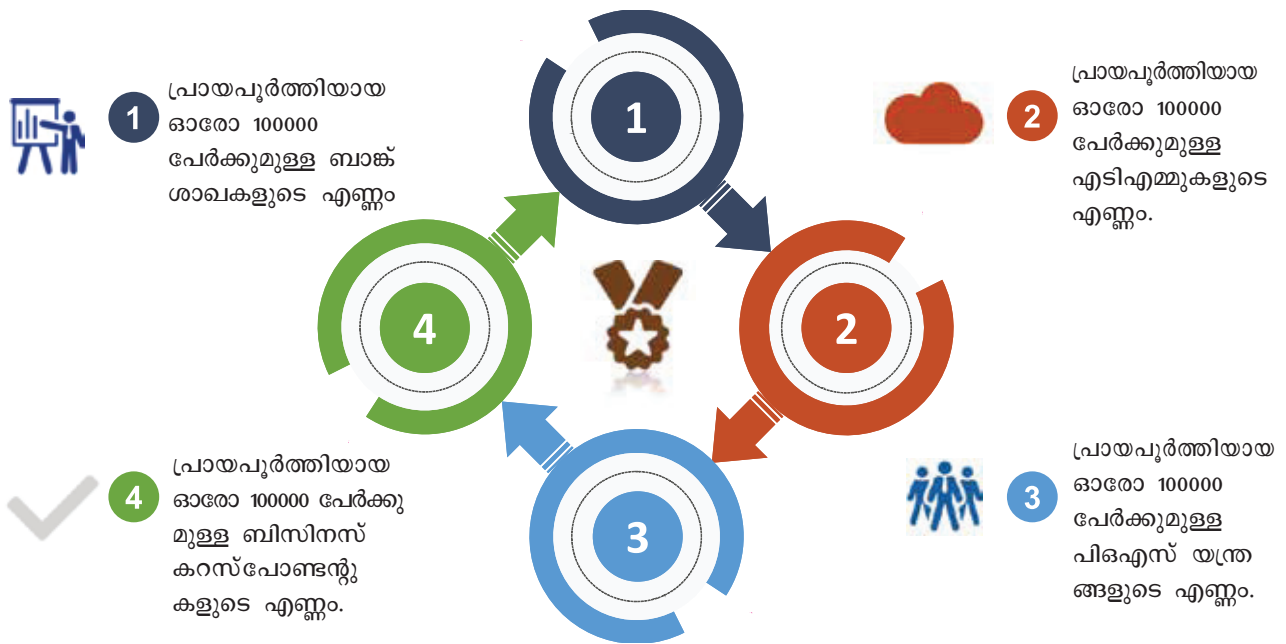 1
പ്രായപൂർത്തിയായ
ഓരോ 100000
പേർക്കുമുള്ള ബാങ്ക്
ശാഖകളുടെ എണ്ണം
1
2
പ്രായപൂർത്തിയായ
ഓരോ 100000
പേർക്കുമുള്ള
എടിഎമ്മുകളുടെ
എണ്ണം.
4
2
4
പ്രായപൂർത്തിയായ
ഓരോ 100000 പേർക്കു
മുള്ള ബിസിനസ്
കറസ്പോണ്ടന്റു
കളുടെ എണ്ണം.
3
3
പ്രായപൂർത്തിയായ
ഓരോ 100000
പേർക്കുമുള്ള
പിഒഎസ് യന്ത്ര
ങ്ങളുടെ എണ്ണം.